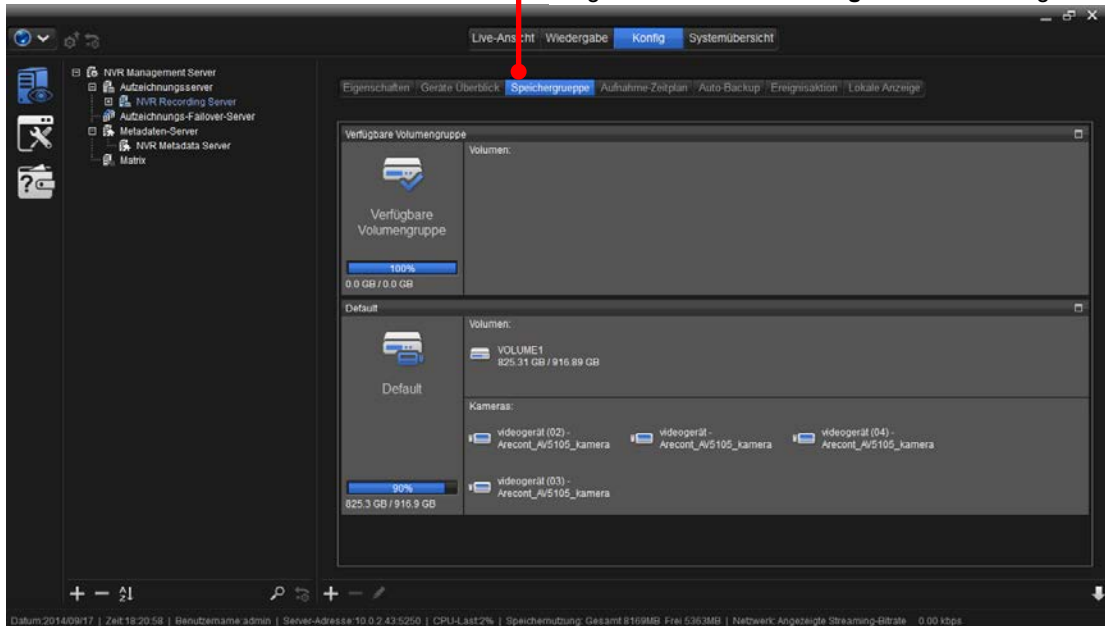 Live-Ansicht Wiedergabe Konfig Systemübersicht
NVR Management Server
Aufzeichnungsserver
NVR Recording Server
Aufzeichnungs-Failover-Server
Metadaten-Server
NVR Metadata Server
Matrix
Eigenschaften Geräte Überblick Speichergrueppe Aufnahme-Zeitplan Auto-Backup Ereignisaktion Lokale Anzeige
Verfügbare Volumengruppe
Volumen:
Verfügbare
Volumengruppe
100%
0.0 GB / 0.0 GB
Default
Volumen:
VOLUME1
825.31 GB / 916.89 GB
Default
Kameras:
videogerät (02) -
Arecont_AV5105_kamera
videogerät -
Arecont_AV5105_kamera
videogerät (04) -
Arecont_AV5105_kamera
videogerät (03) -
Arecont_AV5105_kamera
90%
825.3 GB / 916.9 GB
Datum:2014/09/17 | Zeit:18:20:58 | Benutzername:admin | Server-Adresse:10.0.2.43:5250 | CPU-Last:2% | Speichernutzung: Gesamt 8169MB Frei 5363MB | Netzwerk: Angezeigte Streaming-Bitrate 0.00 kbps